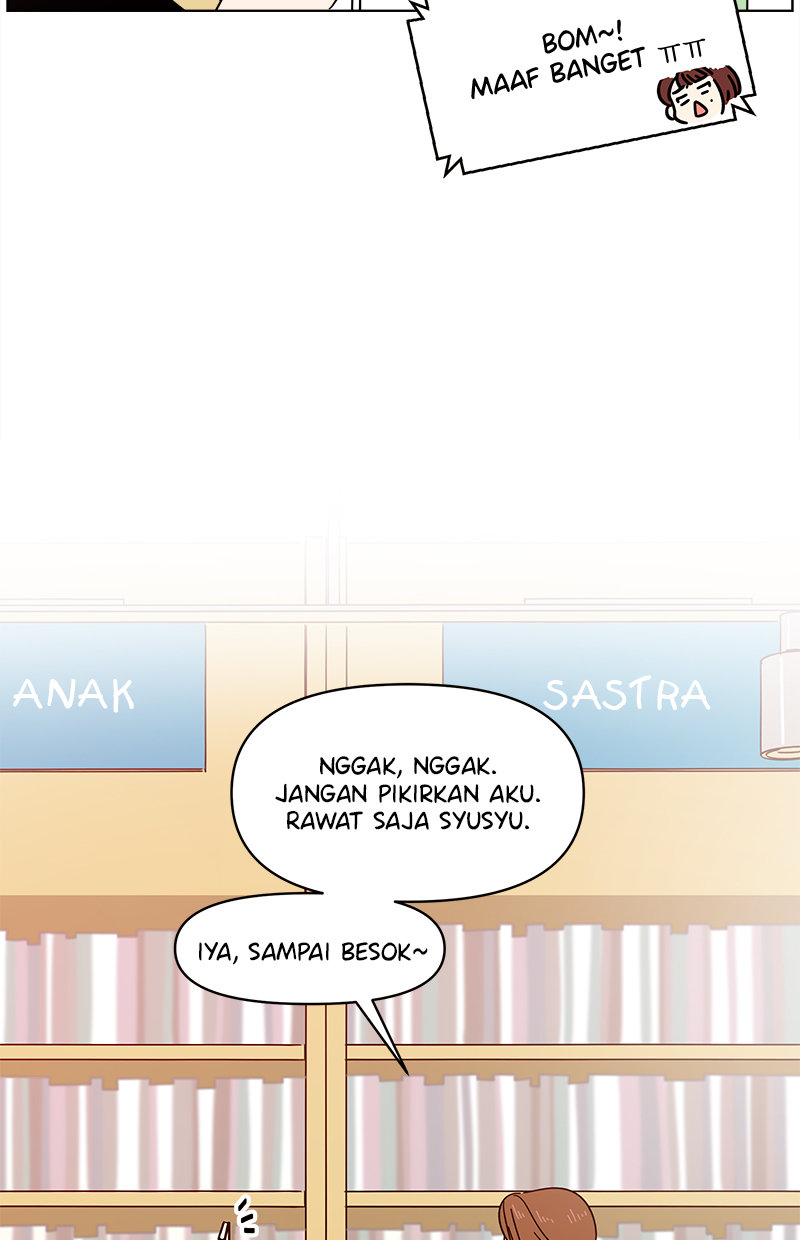 BOM~!
MAAF BANGET ㅠㅠ
ANAK
SASTRA
NGGAK, NGGAK.
JANGAN PIKIRKAN AKU.
RAWAT SAJA SYUSYU.
IYA, SAMPAI BESOK~